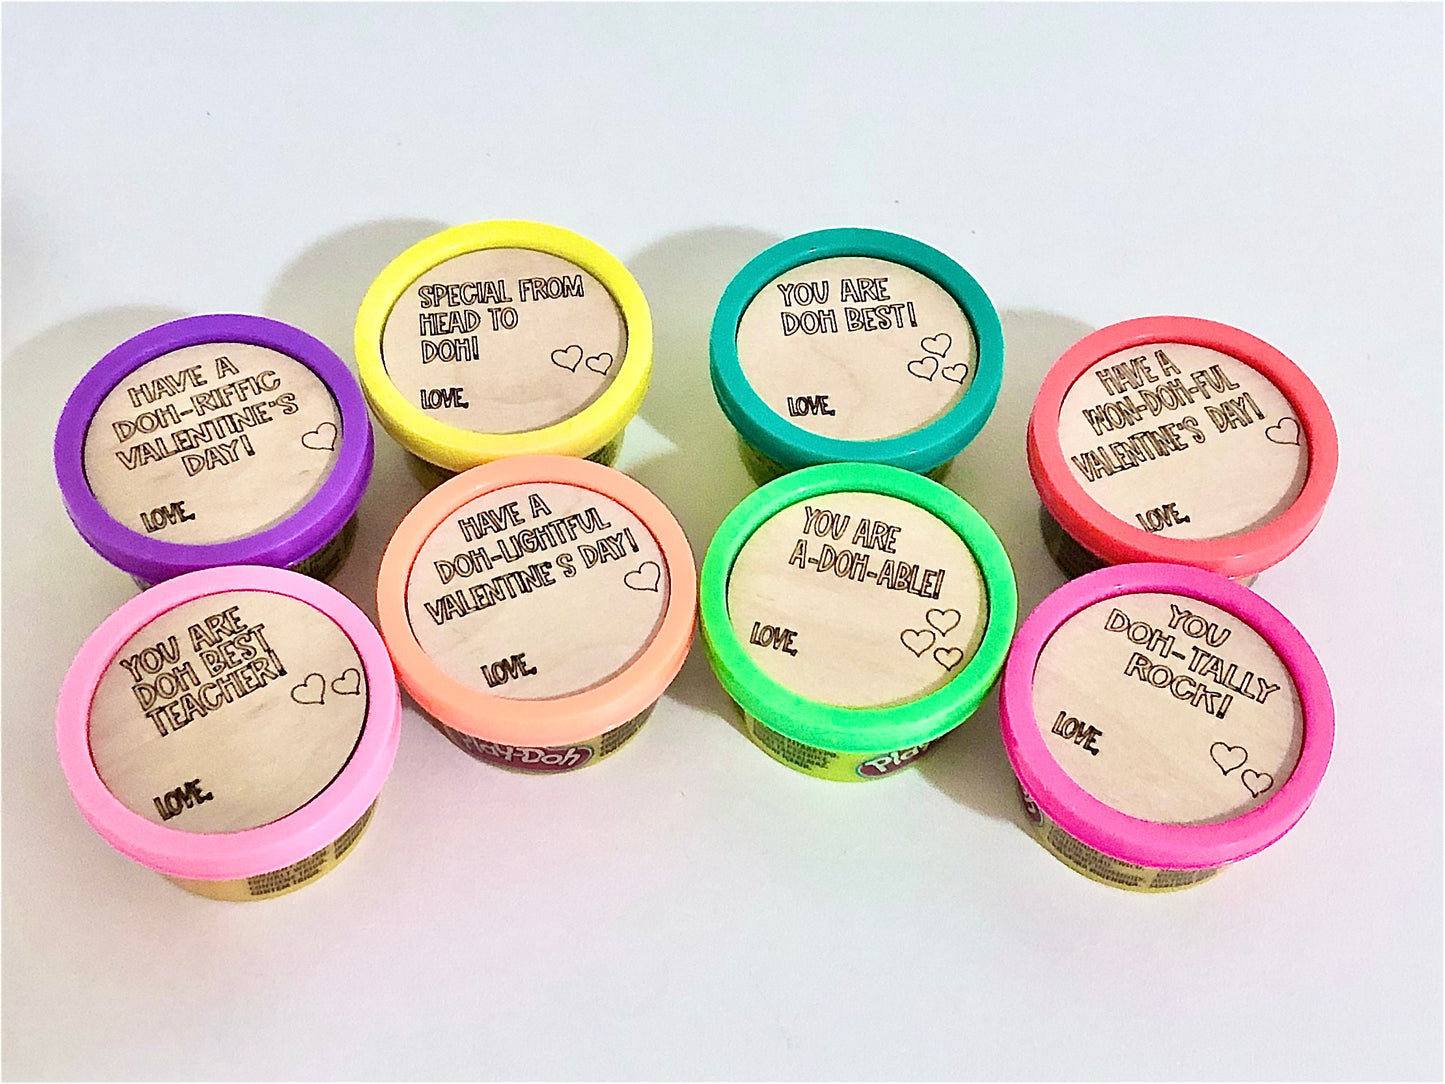 HAVE A
DOH-RIFFIC
VALENTINE'S
DAY!
LOVE,
SPECIAL FROM
HEAD TO
DOH!
LOVE,
YOU ARE
DOH BEST!
LOVE,
HAVE A
WON-DOH-FUL
VALENTINE'S DAY!
LOVE,
YOU ARE
DOH BEST
TEACHER!
LOVE,
HAVE A
DOH-LIGHTFUL
VALENTINE'S DAY!
LOVE,
Play-Doh
YOU ARE
A-DOH-ABLE!
LOVE,
Play
YOU
DOH-TALLY
ROCK!
LOVE,